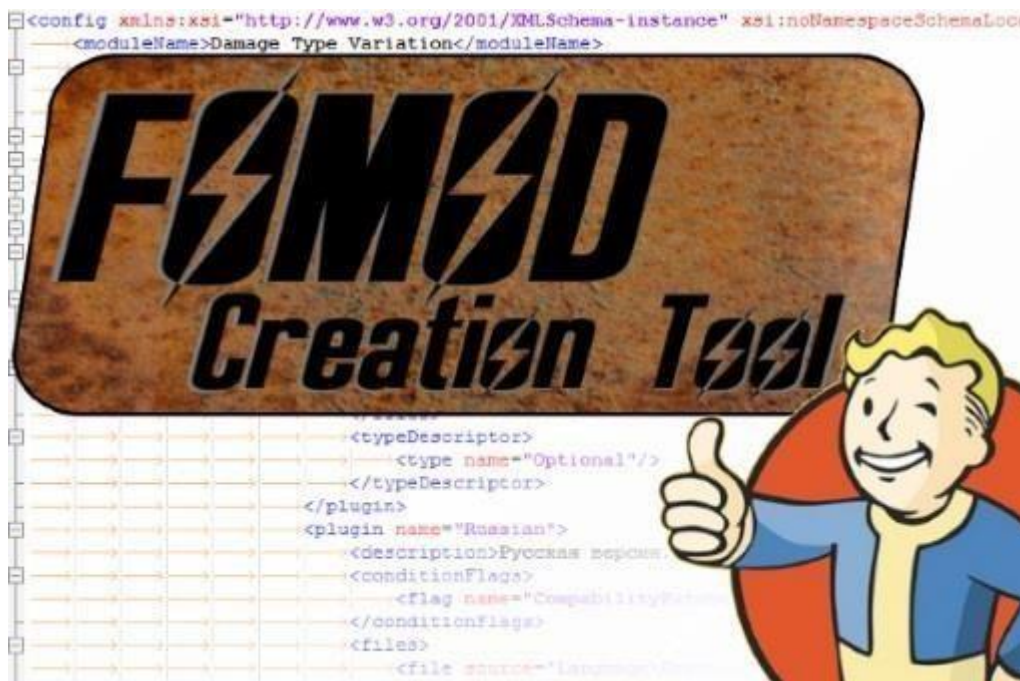 <config xmlns:xsi="http://www.w3.org/2001/XMLSchema-instance" xsi:noNamespaceSchemaLoc
<moduleName>Damage Type Variation</moduleName>
FOMOD
Creation Tool
<typeDescriptor>
<type name="Optional"/>
</typeDescriptor>
</plugin>
<plugin name="Russian">
<description>Русская версия.
<conditionFlags>
<flag name="
</conditionFlags>
<files>
<file source="